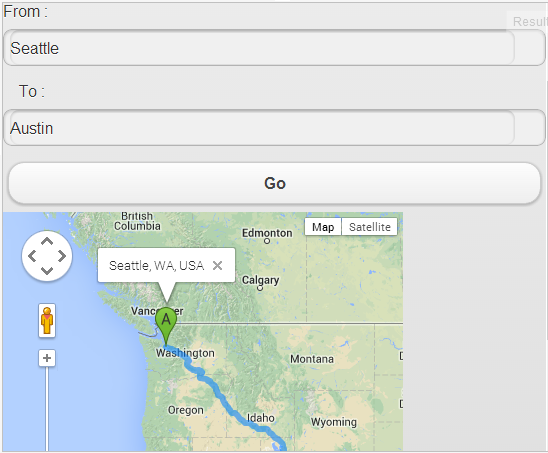 From :
Result
Seattle
To :
Austin
Go
British
Columbia
Edmonton
Map
Satellite
Seattle, WA, USA
Calgary
Vancouver
A
Washington
Montana
Oregon
Idaho
Wyoming